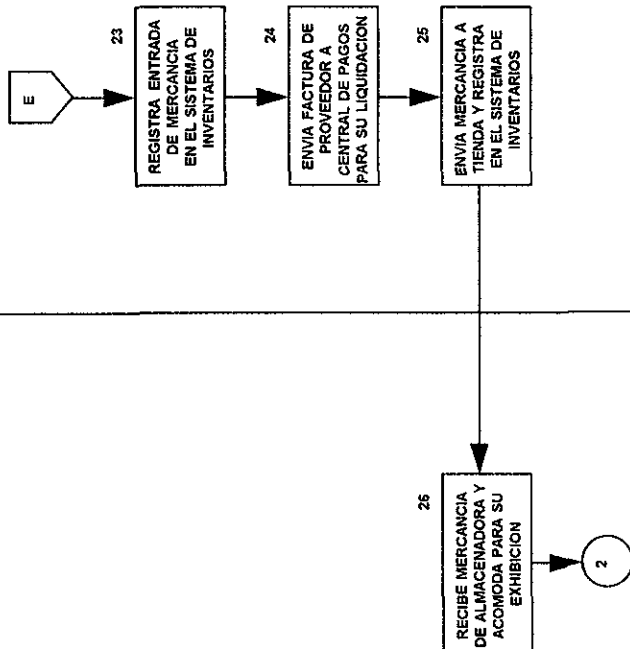 E
23
REGISTRA ENTRADA
DE MERCANCIA
EN EL SISTEMA DE
INVENTARIOS
24
ENVIA FACTURA DE
PROVEEDOR A
CENTRAL DE PAGOS
PARA SU LIQUIDACION
25
ENVIA MERCANCIA A
TIENDA Y REGISTRA
EN EL SISTEMA DE
INVENTARIOS
26
RECIBE MERCANCIA
DE ALMACENADORA Y
ACOMODA PARA SU
EXHIBICION
2